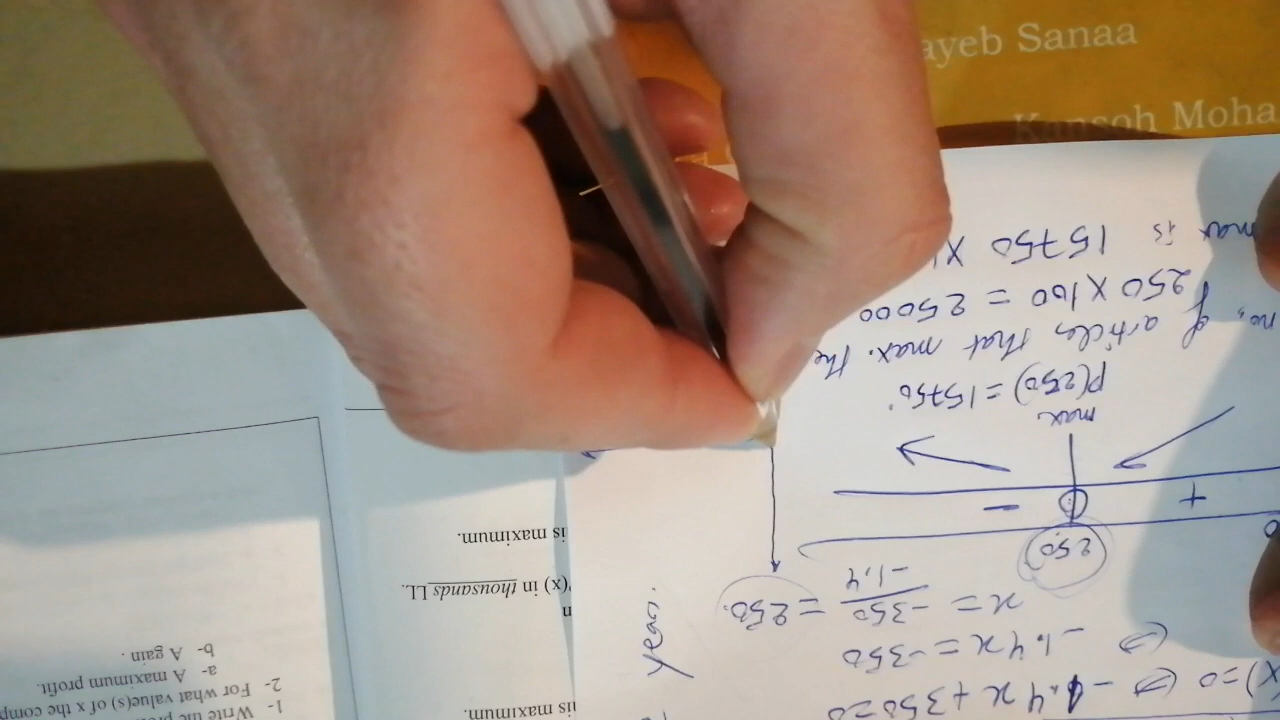 x) = 0 ⇔ -1.4x + 350 = 0
⇔ -1.4x = -350
x = -350/-1.4 = 250.
250
+ 0 -
max
P(250) = 15750.
no, of articles that max. the
250 × 100 = 25000
max is 15750 ×
years.
1- Write the
2- For what value(s) of x the comp
a- A maximum profit.
b- A gain.
is maximum.
(x) in thousands LL.
is maximum.
ayeb Sanaa
Kansoh Moha